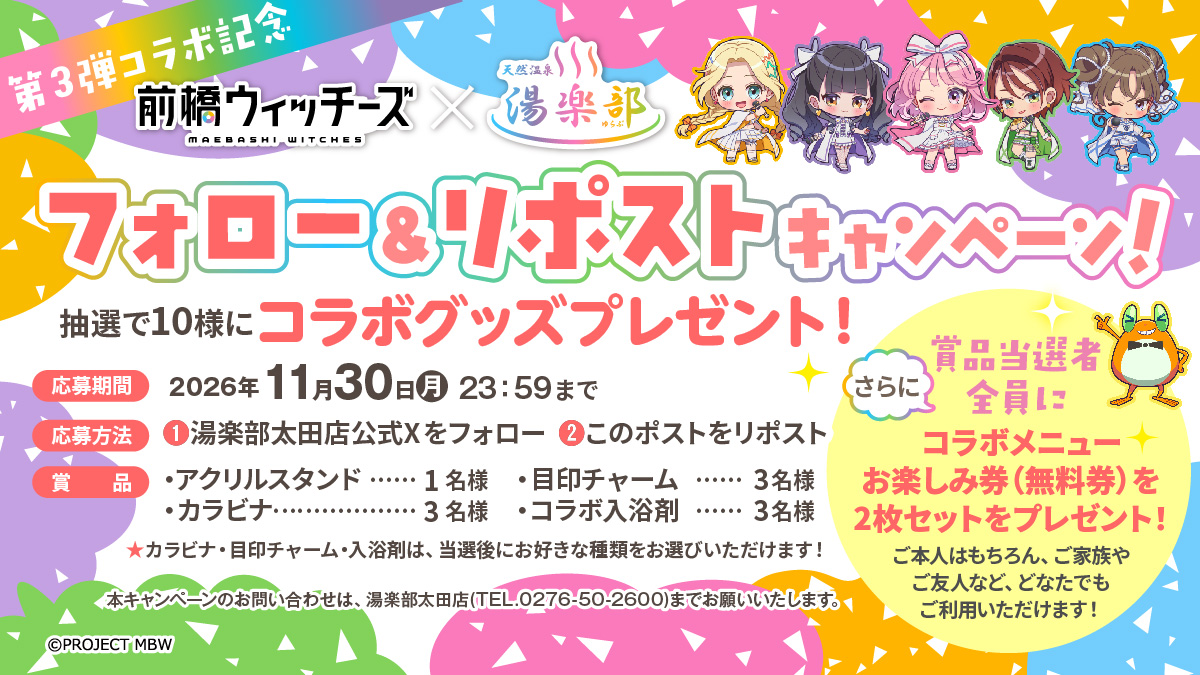 第3弾コラボ記念
前橋ウィッチーズ
MAEBASHI WITCHES
×
天然温泉
湯楽部
ゆらぶ
フォロー&リポストキャンペーン!
抽選で10様にコラボグッズプレゼント!
応募期間 2026年11月30日月 23:59まで
応募方法 ①湯楽部太田店公式Xをフォロー ②このポストをリポスト
賞品 ・アクリルスタンド …… 1名様 ・目印チャーム …… 3名様
・カラビナ……………… 3名様 ・コラボ入浴剤 …… 3名様
★カラビナ・目印チャーム・入浴剤は、当選後にお好きな種類をお選びいただけます!
さらに
賞品当選者
全員に
コラボメニュー
お楽しみ券(無料券)を
2枚セットをプレゼント!
ご本人はもちろん、ご家族や
ご友人など、どなたでも
ご利用いただけます!
本キャンペーンのお問い合わせは、湯楽部太田店(TEL.0276-50-2600)までお願いいたします。
©PROJECT MBW